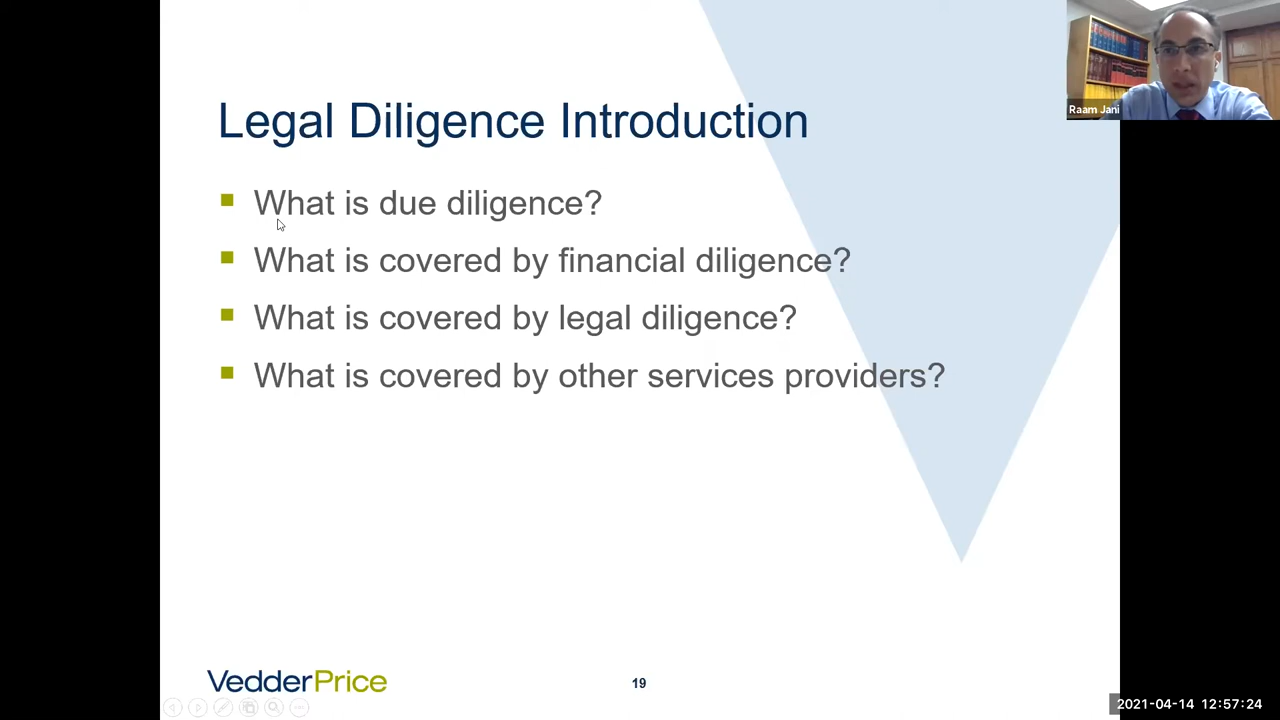 Legal Diligence Introduction
What is due diligence?
What is covered by financial diligence?
What is covered by legal diligence?
What is covered by other services providers?
VedderPrice
19
Raam Jani
2021-04-14 12:57:24